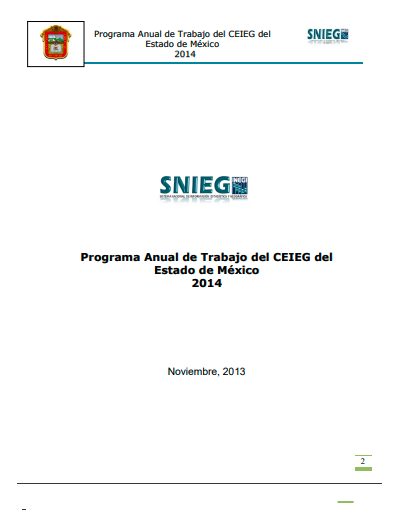 Programa Anual de Trabajo del CEIEG del
Estado de México
2014
SNIEG
SNIEG
INEGI
Programa Anual de Trabajo del CEIEG del
Estado de México
2014
Noviembre, 2013
2